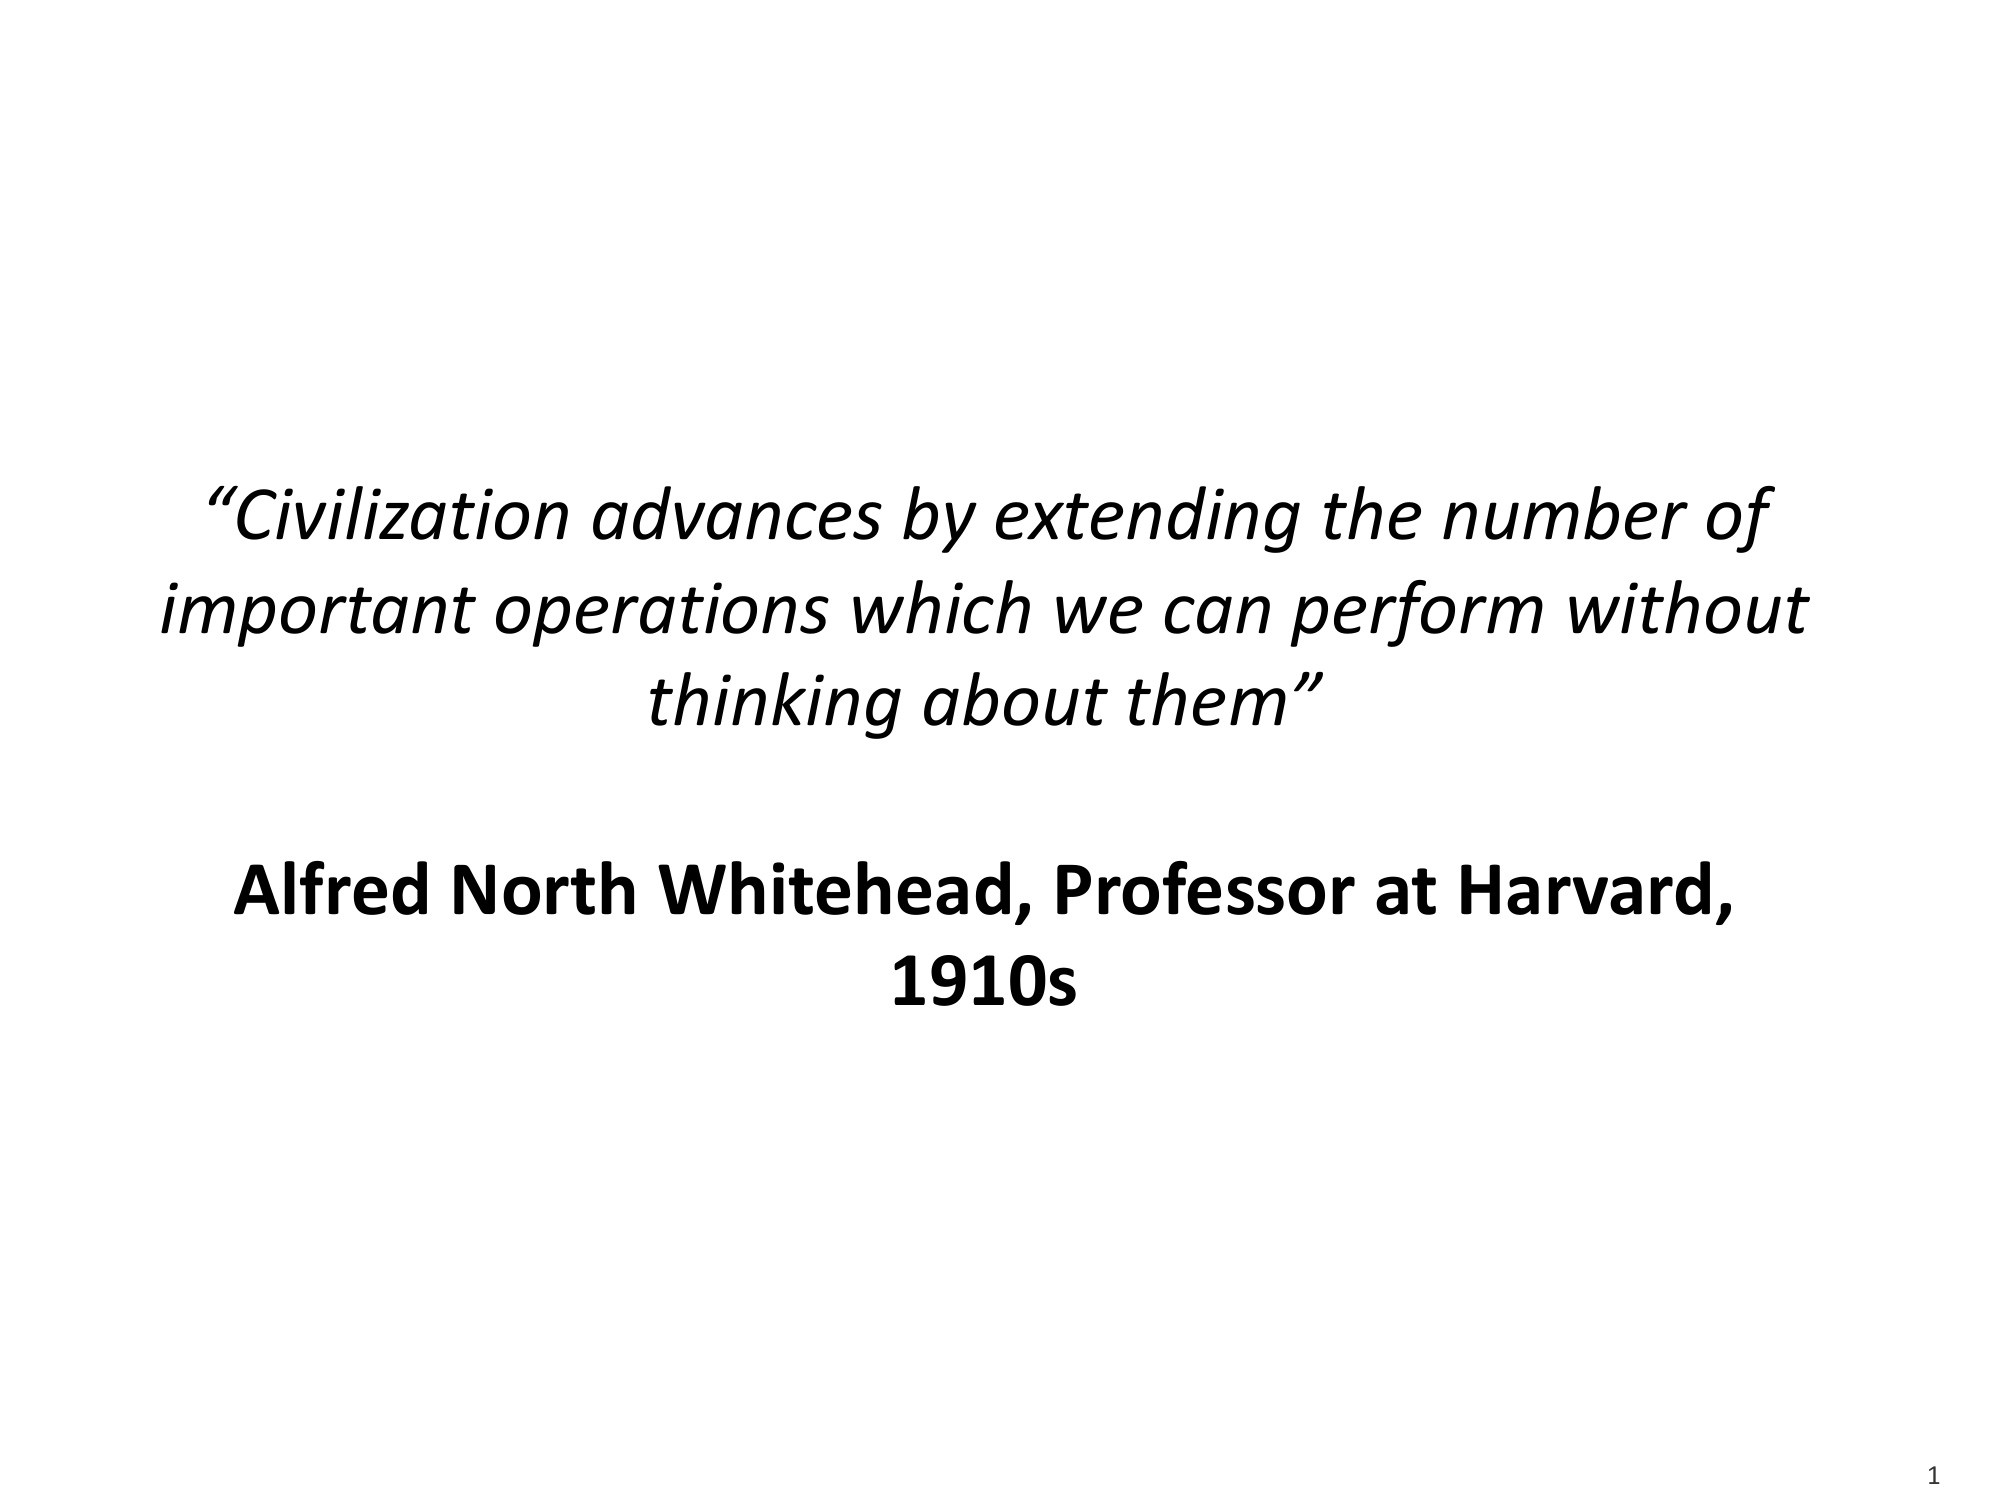 “Civilization advances by extending the number of
important operations which we can perform without
thinking about them”
Alfred North Whitehead, Professor at Harvard,
1910s
1